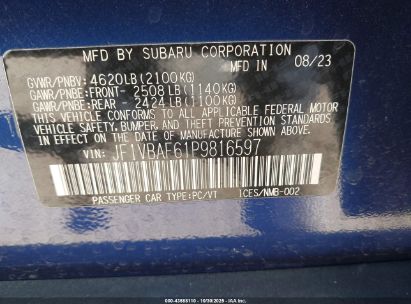 MFD BY SUBARU CORPORATION
MADE IN 08/23
GVWR/PNBV: 4620LB(2100KG)
GAWR/PNBE:FRONT- 2508LB(1140KG)
GAWR/PNBE:REAR - 2424LB(1100KG)
THIS VEHICLE CONFORMS TO ALL APPLICABLE FEDERAL MOTOR
VEHICLE SAFETY, BUMPER, AND THEFT PREVENTION STANDARDS
IN EFFECT ON THE DATE OF MANUFACTURE SHOWN ABOVE.
VIN: JF1VBAF61P9816597
PASSENGER CAR TYPE:PC/VT ICES/NMB-002